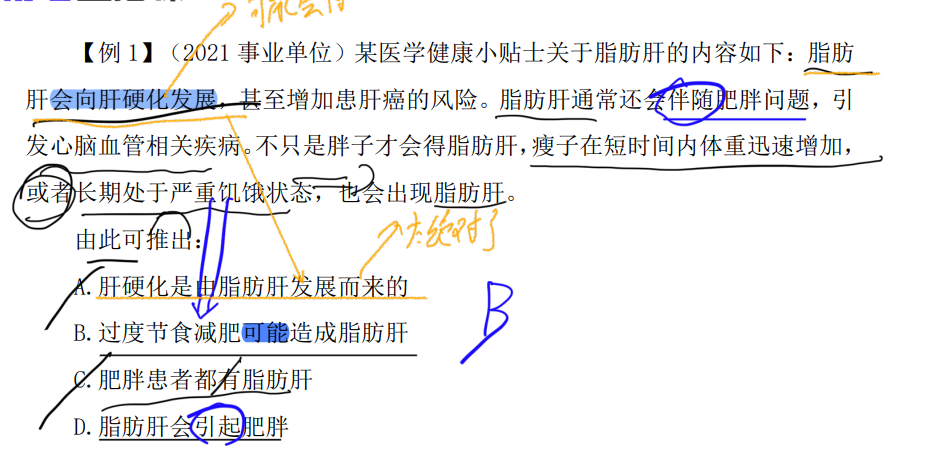 可能会有
【例 1】（2021 事业单位）某医学健康小贴士关于脂肪肝的内容如下：脂肪
肝会向肝硬化发展，甚至增加患肝癌的风险。脂肪肝通常还会伴随肥胖问题，引
发心脑血管相关疾病。不只是胖子才会得脂肪肝，瘦子在短时间内体重迅速增加，
或者长期处于严重饥饿状态，也会出现脂肪肝。
由此可推出：
太绝对了
A.肝硬化是由脂肪肝发展而来的
B.过度节食减肥可能造成脂肪肝
B
C.肥胖患者都有脂肪肝
D.脂肪肝会引起肥胖